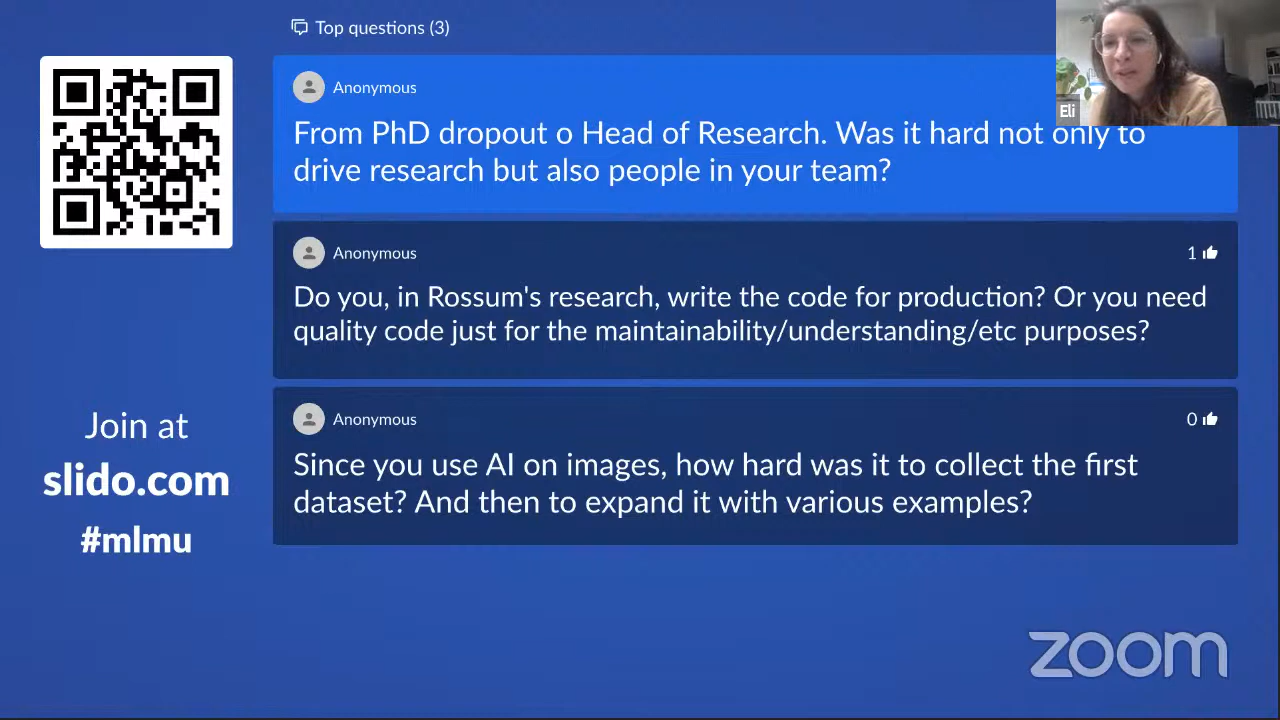 Top questions (3)
Anonymous
From PhD dropout o Head of Research. Was it hard not only to
drive research but also people in your team?
Eli
Anonymous
1
Do you, in Rossum's research, write the code for production? Or you need
quality code just for the maintainability/understanding/etc purposes?
Anonymous
0
Since you use AI on images, how hard was it to collect the first
dataset? And then to expand it with various examples?
Join at
slido.com
#mlmu
zoom